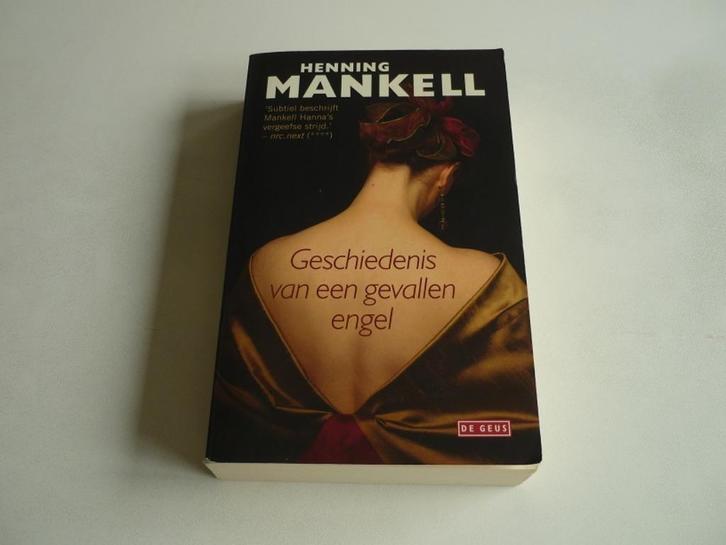 HENNING
MANKELL
'Subtiel beschrijft
Mankell Hanna's
vergeefse strijd.'
– nrc.next (****)
Geschiedenis
van een gevallen
engel
DE GEUS